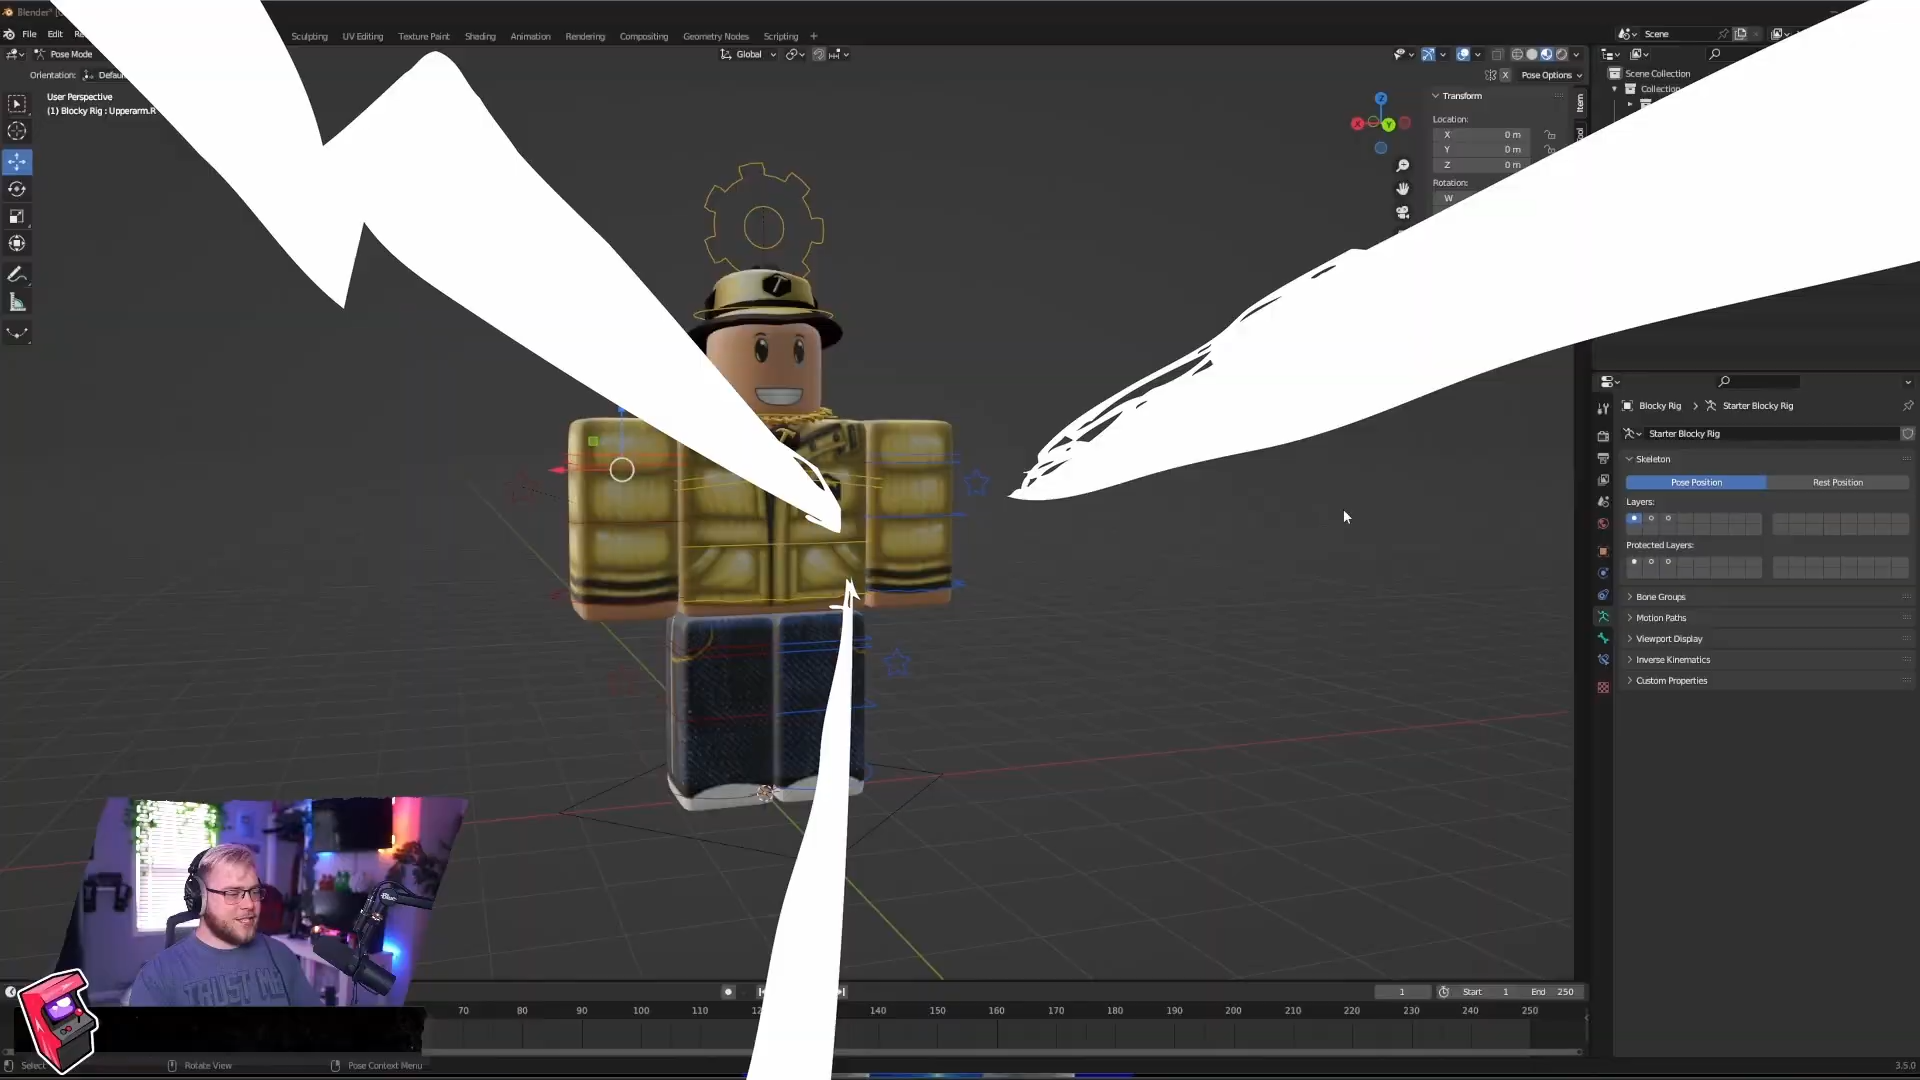 Blender
File Edit Sculpting UV Editing Texture Paint Shading Animation Rendering Compositing Geometry Nodes Scripting + Scene
Pose Mode Global
Orientation: X Pose Options
User Perspective
(1) Blocky Rig : Upperarm.R
Z
X Y
Transform
Location:
X 0 m
Y 0 m
Z 0 m
Rotation:
W
Item
Scene Collection
Blocky Rig > Starter Blocky Rig
Starter Blocky Rig
Skeleton
Pose Position Rest Position
Layers:
Protected Layers:
Bone Groups
Motion Paths
Viewport Display
Inverse Kinematics
Custom Properties
T
TRUST ME
Blue
1 Start 1 End 250
70 80 90 100 110 140 150 160 170 180 190 200 210 220 230 240 250
Select Rotate View Pose Context Menu 3.5.0